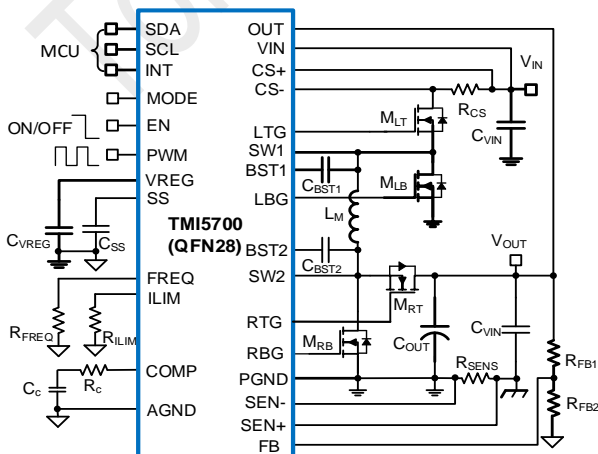 SDA
SCL
INT
MCU
MODE
ON/OFF
EN
PWM
VREG
SS
CVREG
CSS
FREQ
ILIM
RFREQ
RILIM
COMP
Cc
Rc
AGND
TMI5700
(QFN28)
OUT
VIN
CS+
CS-
LTG
SW1
BST1
LBG
BST2
SW2
RTG
RBG
PGND
SEN-
SEN+
FB
VIN
RCS
CVIN
MLT
MLB
CBST1
LM
CBST2
VOUT
MRT
MRB
COUT
CVIN
RSENS
RFB1
RFB2